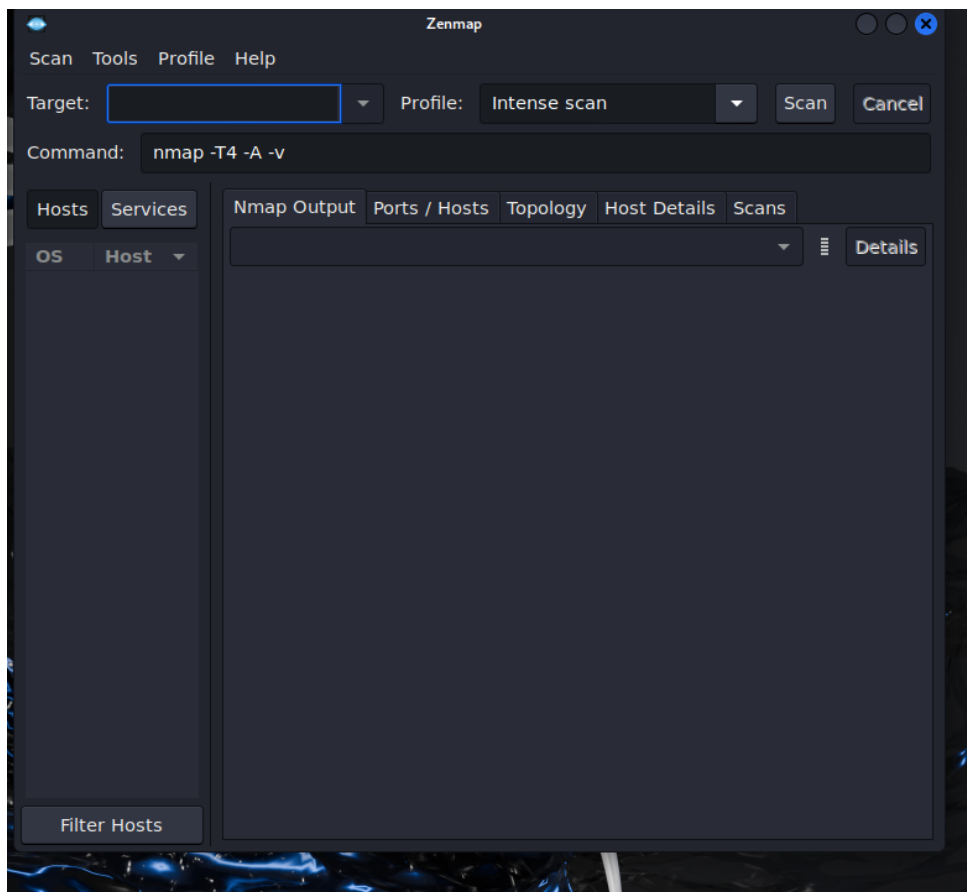 Zenmap
Scan Tools Profile Help
Target: Profile: Intense scan Scan Cancel
Command: nmap -T4 -A -v
Hosts Services Nmap Output Ports / Hosts Topology Host Details Scans
OS Host Details
Filter Hosts